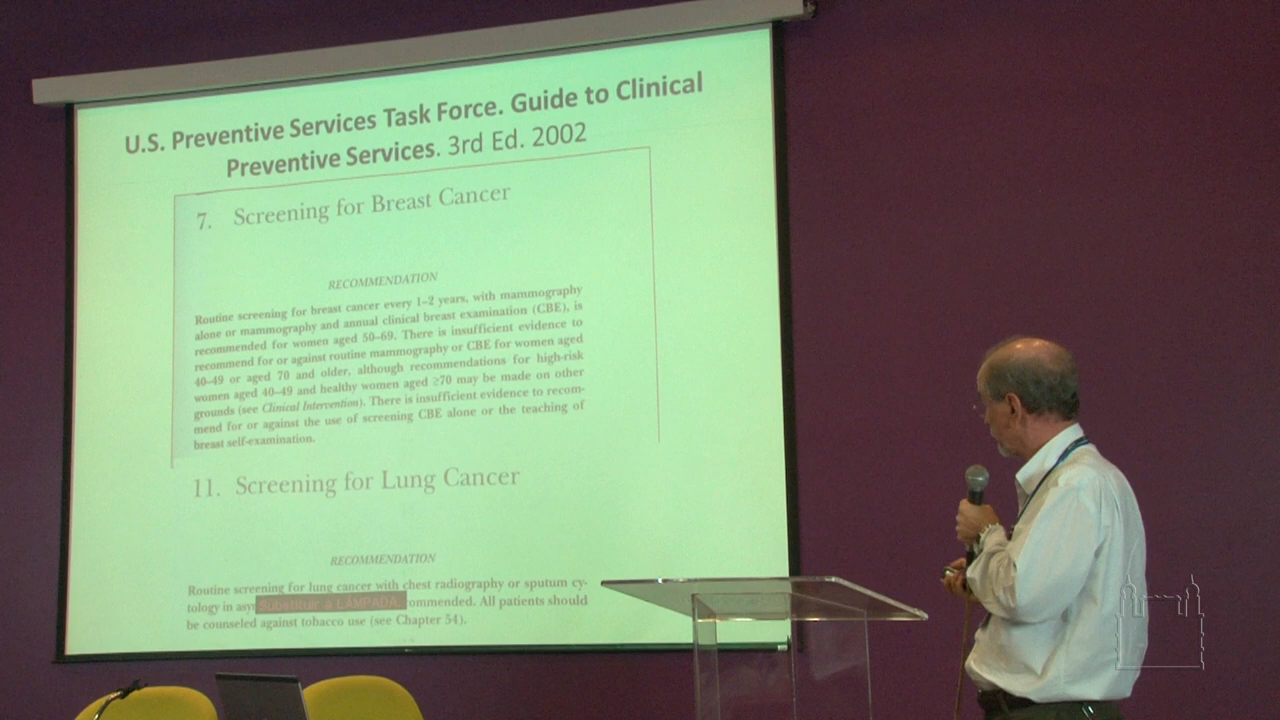 U.S. Preventive Services Task Force. Guide to Clinical
Preventive Services. 3rd Ed. 2002
7. Screening for Breast Cancer
RECOMMENDATION
Routine screening for breast cancer every 1–2 years, with mammography
alone or mammography and annual clinical breast examination (CBE), is
recommended for women aged 50–69. There is insufficient evidence to
recommend for or against routine mammography or CBE for women aged
40–49 or aged 70 and older, although recommendations for high-risk
women aged 40–49 and healthy women aged ≥70 may be made on other
grounds (see Clinical Intervention). There is insufficient evidence to recom-
mend for or against the use of screening CBE alone or the teaching of
breast self-examination.
11. Screening for Lung Cancer
RECOMMENDATION
Routine screening for lung cancer with chest radiography or sputum cy-
tology in asy Substituir a LÂMPADA. ommended. All patients should
be counseled against tobacco use (see Chapter 54).